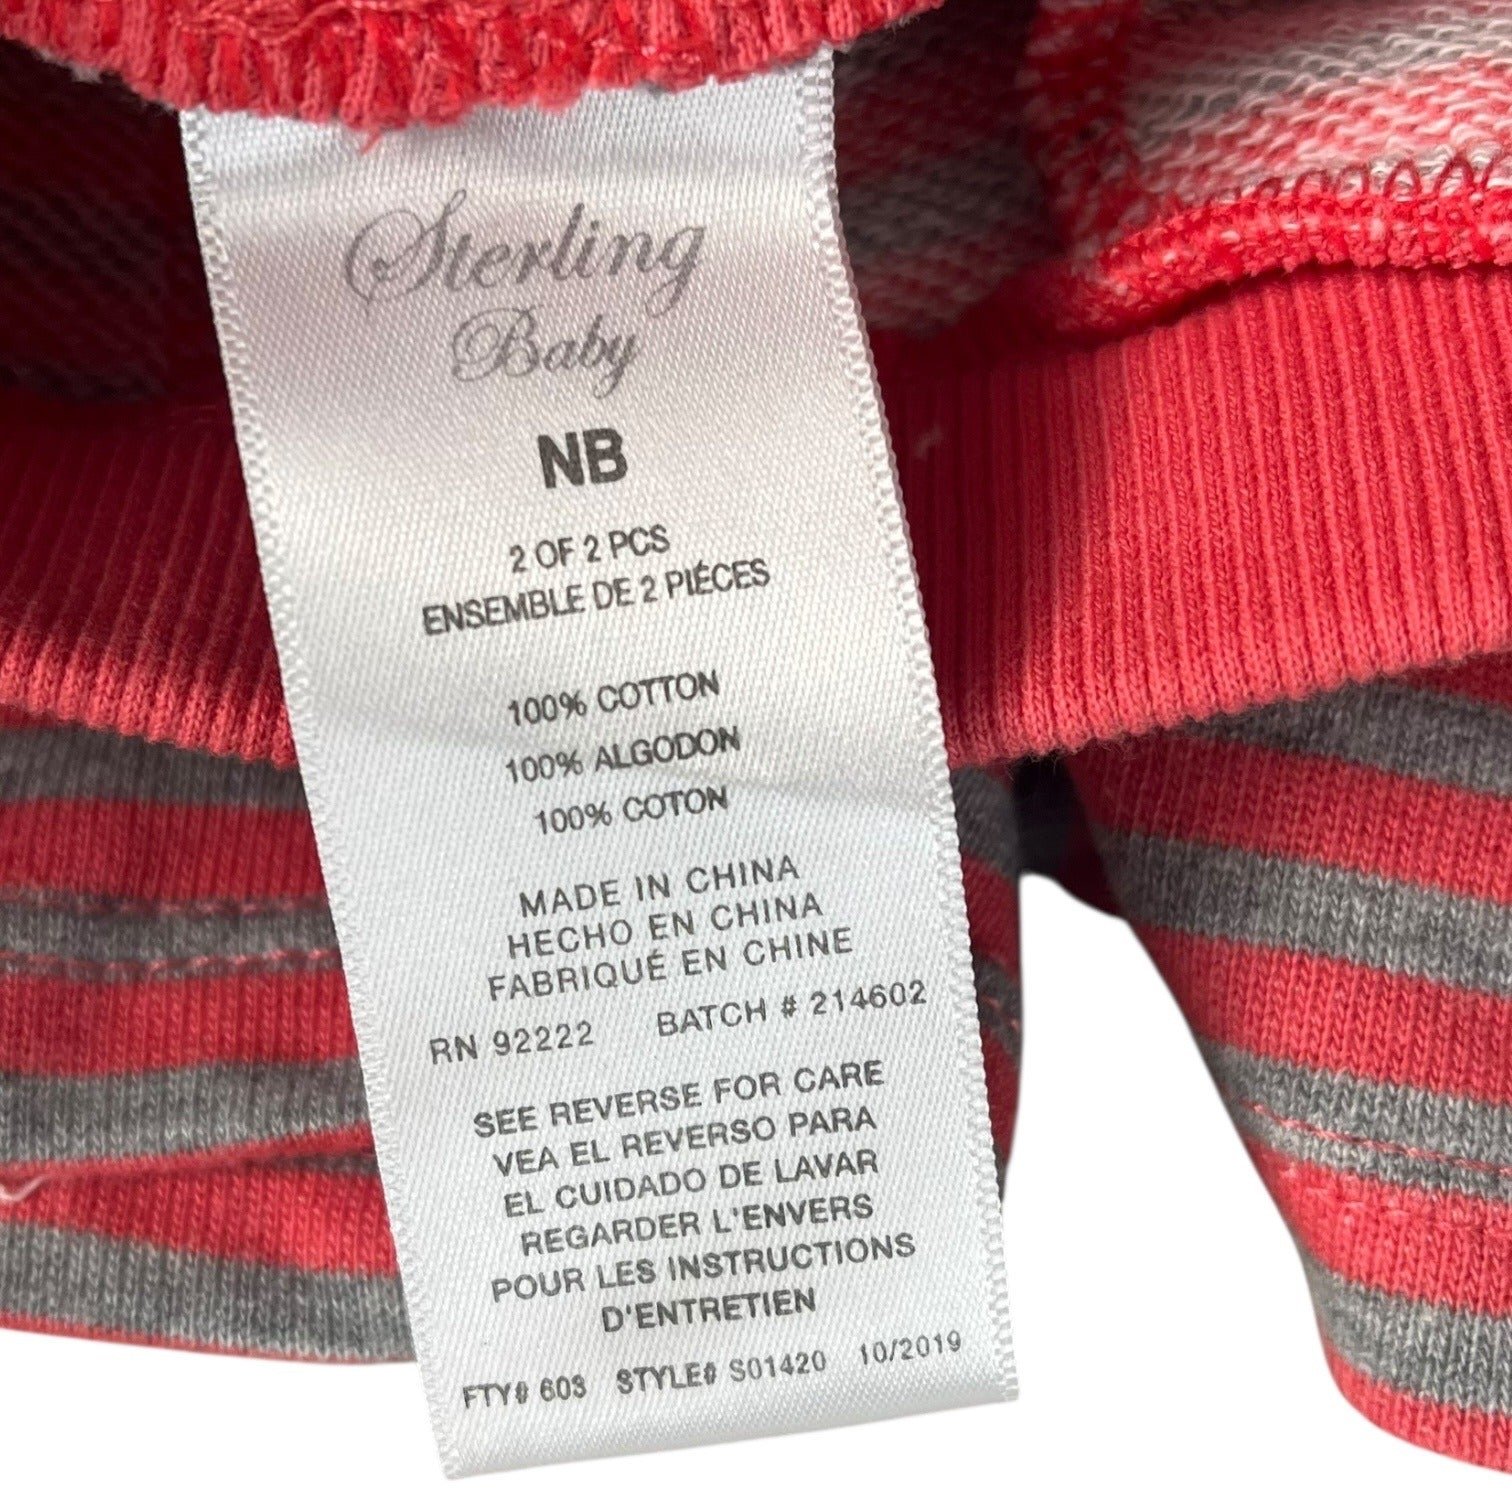 Sterling
Baby
NB
2 OF 2 PCS
ENSEMBLE DE 2 PIÉCES
100% COTTON
100% ALGODON
100% COTON
MADE IN CHINA
HECHO EN CHINA
FABRIQUÉ EN CHINE
RN 92222 BATCH # 214602
SEE REVERSE FOR CARE
VEA EL REVERSO PARA
EL CUIDADO DE LAVAR
REGARDER L'ENVERS
POUR LES INSTRUCTIONS
D'ENTRETIEN
FTY# 603 STYLE# S01420 10/2019